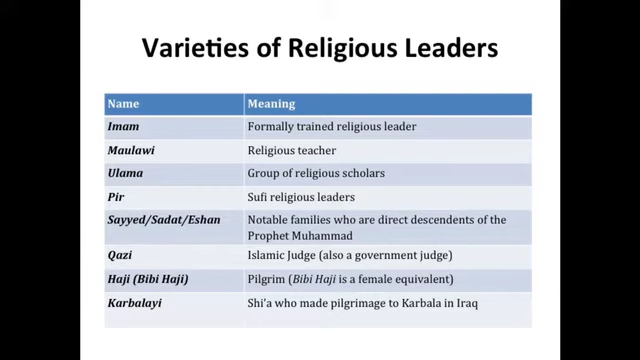 Varieties of Religious Leaders
Name Meaning
Imam Formally trained religious leader
Maulawi Religious teacher
Ulama Group of religious scholars
Pir Sufi religious leaders
Sayyed/Sadat/Eshan Notable families who are direct descendents of the
Prophet Muhammad
Qazi Islamic Judge (also a government judge)
Haji (Bibi Haji) Pilgrim (Bibi Haji is a female equivalent)
Karbalayi Shi'a who made pilgrimage to Karbala in Iraq